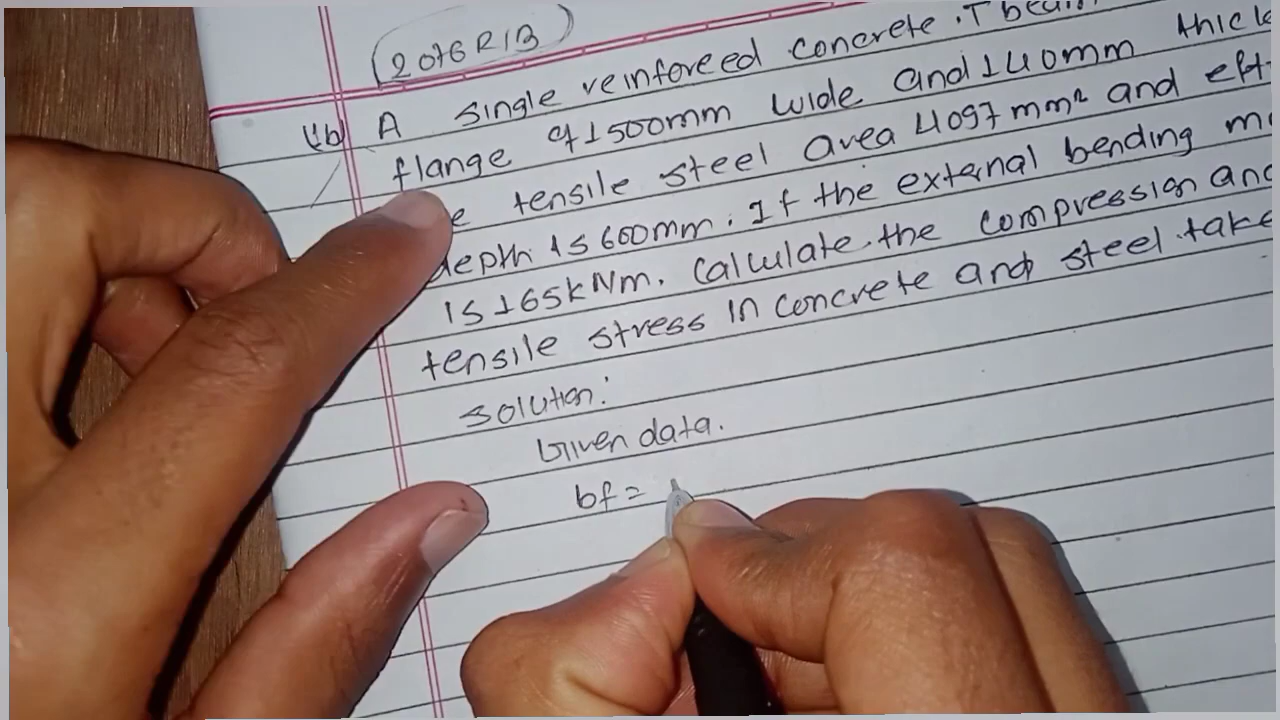 (2076 R/B)
1b) A single reinforced concrete T beam
flange of 1500mm wide and 140mm thick
tensile steel area 4097 mm² and eft
depth is 600mm. If the external bending
is 165kNm. Calculate the compression and
tensile stress in concrete and steel take
Solution:
Given data.
bf =